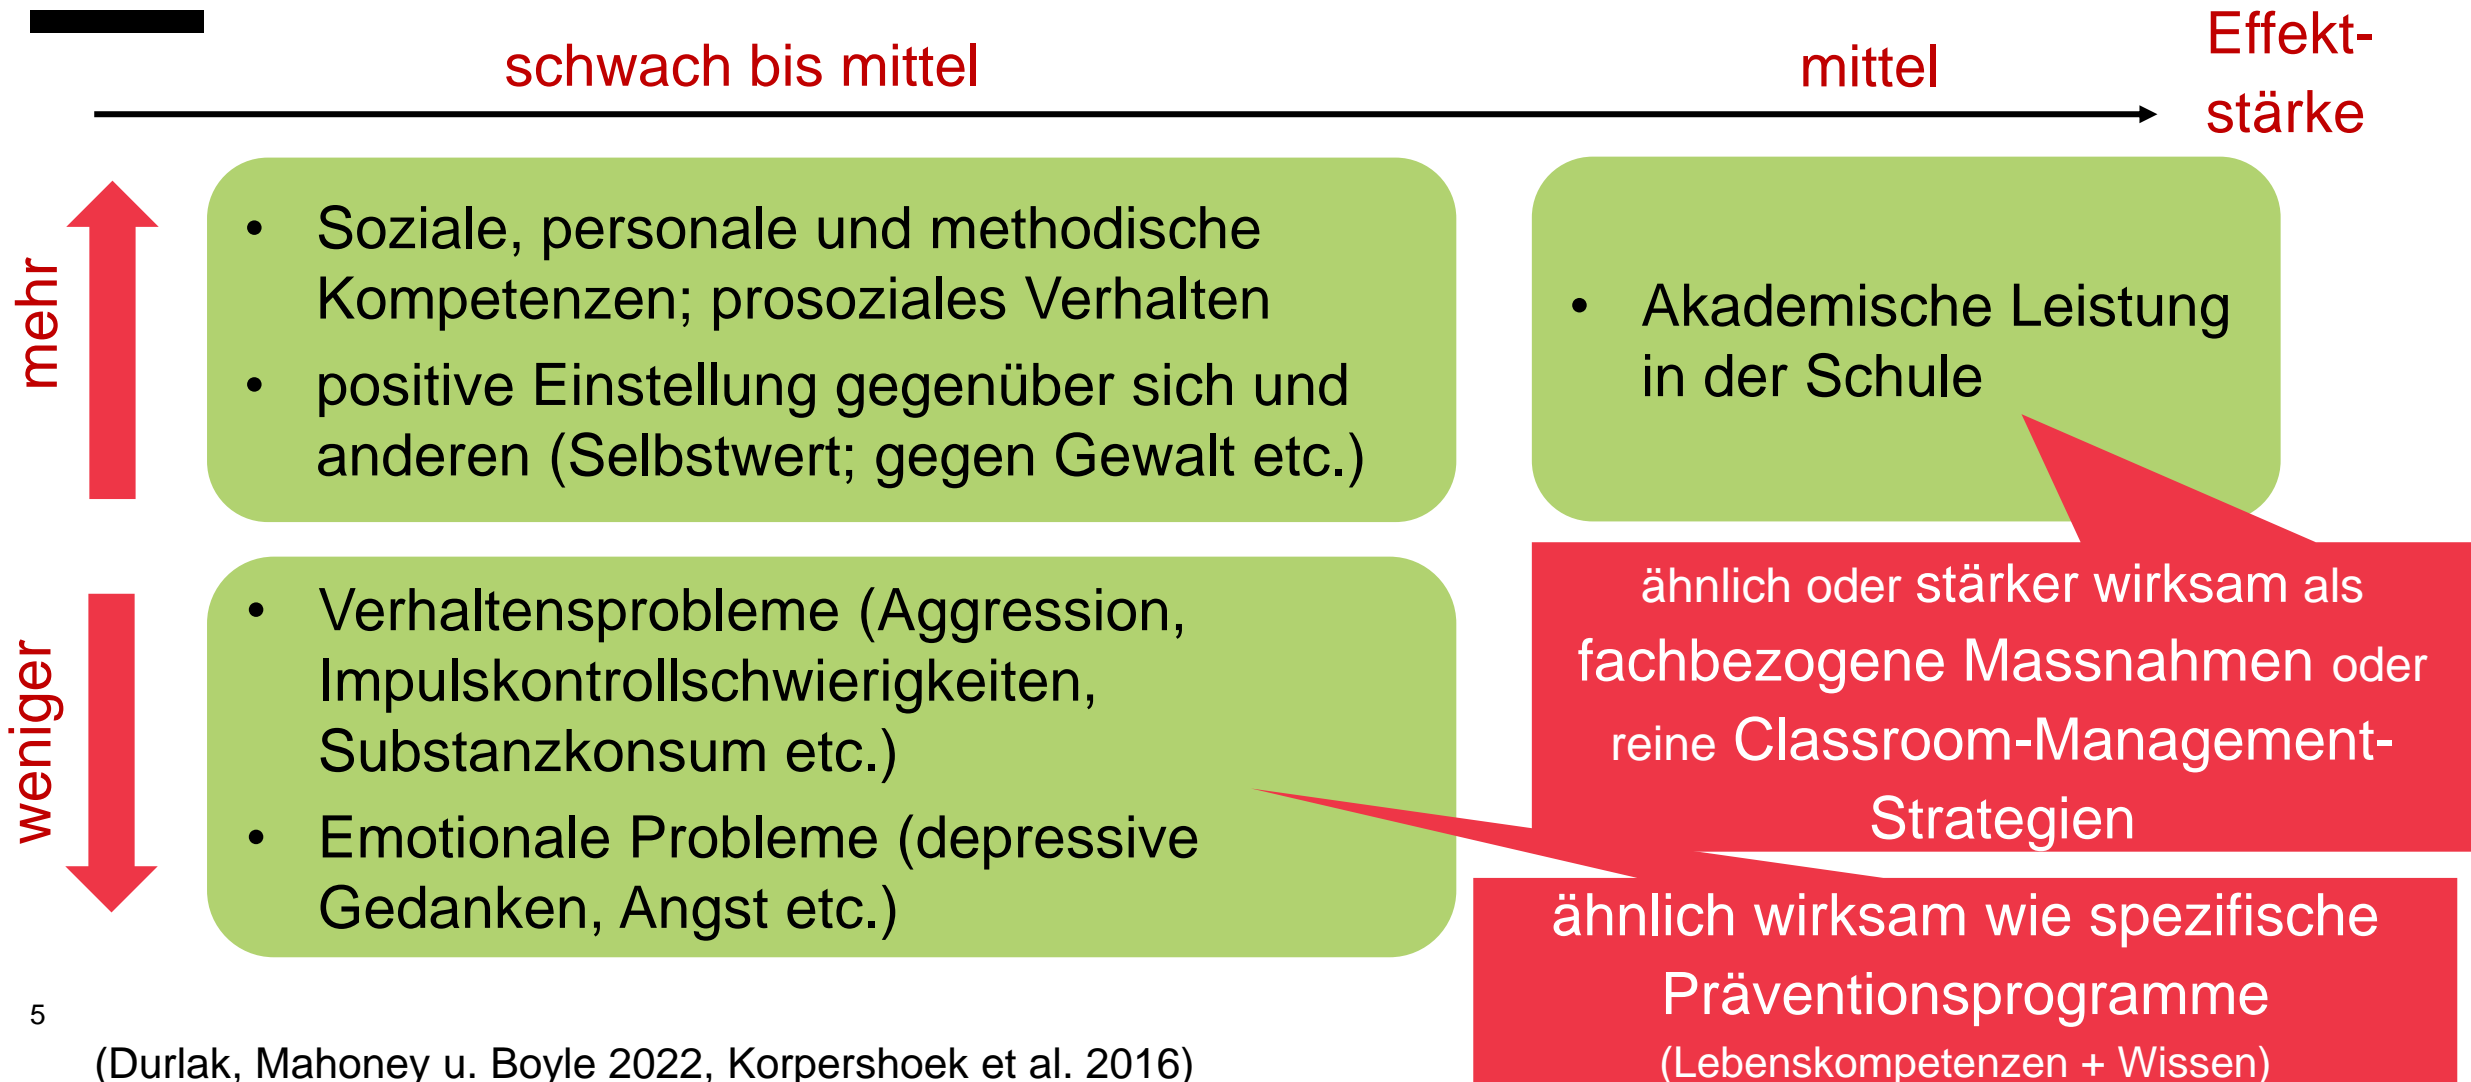 schwach bis mittel
mittel
Effekt-
stärke
mehr
• Soziale, personale und methodische
Kompetenzen; prosoziales Verhalten
• positive Einstellung gegenüber sich und
anderen (Selbstwert; gegen Gewalt etc.)
• Akademische Leistung
in der Schule
weniger
• Verhaltensprobleme (Aggression,
Impulskontrollschwierigkeiten,
Substanzkonsum etc.)
• Emotionale Probleme (depressive
Gedanken, Angst etc.)
ähnlich oder stärker wirksam als
fachbezogene Massnahmen oder
reine Classroom-Management-
Strategien
ähnlich wirksam wie spezifische
Präventionsprogramme
(Lebenskompetenzen + Wissen)
5
(Durlak, Mahoney u. Boyle 2022, Korpershoek et al. 2016)